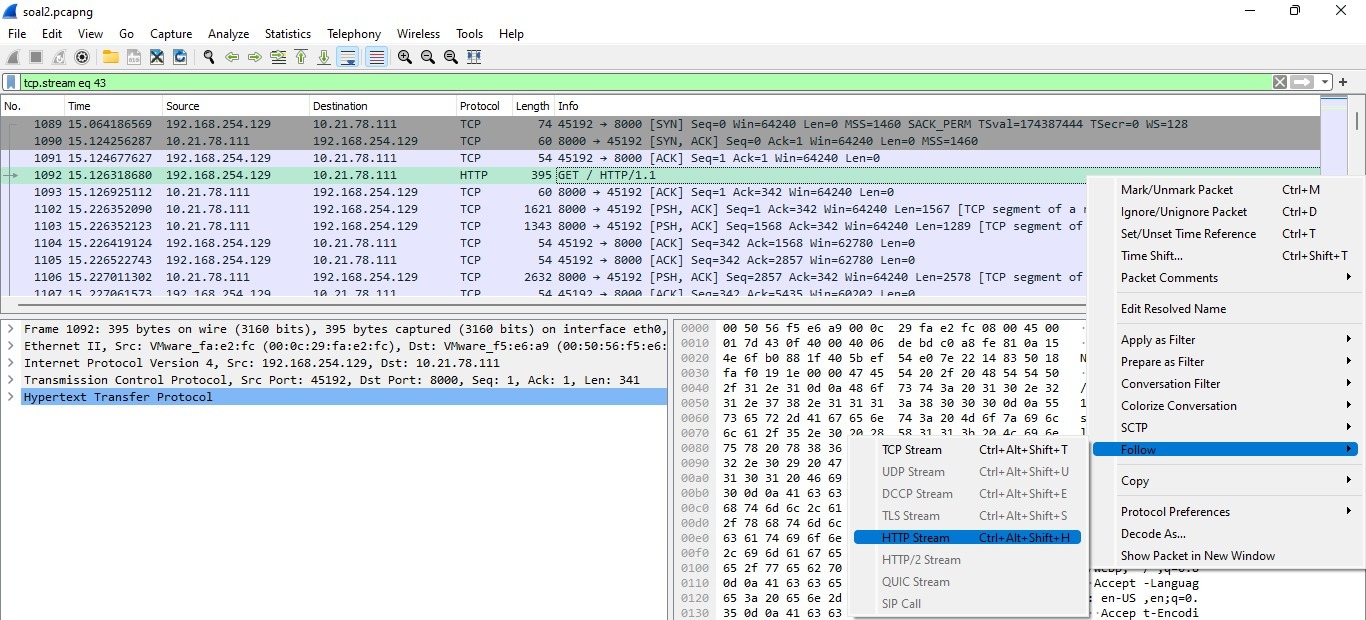 soal2.pcapng
File Edit View Go Capture Analyze Statistics Telephony Wireless Tools Help
tcp.stream eq 43
No. Time Source Destination Protocol Length Info
1089 15.064186569 192.168.254.129 10.21.78.111 TCP 74 45192 → 8000 [SYN] Seq=0 Win=64240 Len=0 MSS=1460 SACK_PERM TSval=174387444 TSecr=0 WS=128
1090 15.124256287 10.21.78.111 192.168.254.129 TCP 60 8000 → 45192 [SYN, ACK] Seq=0 Ack=1 Win=64240 Len=0 MSS=1460
1091 15.124677627 192.168.254.129 10.21.78.111 TCP 54 45192 → 8000 [ACK] Seq=1 Ack=1 Win=64240 Len=0
1092 15.126318680 192.168.254.129 10.21.78.111 HTTP 395 GET / HTTP/1.1
1093 15.126925112 10.21.78.111 192.168.254.129 TCP 60 8000 → 45192 [ACK] Seq=1 Ack=342 Win=64240 Len=0
1102 15.226352090 10.21.78.111 192.168.254.129 TCP 1621 8000 → 45192 [PSH, ACK] Seq=1 Ack=342 Win=64240 Len=1567 [TCP segment of a
1103 15.226352123 10.21.78.111 192.168.254.129 TCP 1343 8000 → 45192 [PSH, ACK] Seq=1568 Ack=342 Win=64240 Len=1289 [TCP segment of
1104 15.226419124 192.168.254.129 10.21.78.111 TCP 54 45192 → 8000 [ACK] Seq=342 Ack=1568 Win=62780 Len=0
1105 15.226522743 192.168.254.129 10.21.78.111 TCP 54 45192 → 8000 [ACK] Seq=342 Ack=2857 Win=62780 Len=0
1106 15.227011302 10.21.78.111 192.168.254.129 TCP 2632 8000 → 45192 [PSH, ACK] Seq=2857 Ack=342 Win=64240 Len=2578 [TCP segment of
1107 15.227061573 192.168.254.129 10.21.78.111 TCP 54 45192 → 8000 [ACK] Seq=342 Ack=5435 Win=60202 Len=0
Mark/Unmark Packet Ctrl+M
Ignore/Unignore Packet Ctrl+D
Set/Unset Time Reference Ctrl+T
Time Shift... Ctrl+Shift+T
Packet Comments
Edit Resolved Name
Apply as Filter
Prepare as Filter
Conversation Filter
Colorize Conversation
SCTP
Follow
Copy
Protocol Preferences
Decode As...
Show Packet in New Window
TCP Stream Ctrl+Alt+Shift+T
UDP Stream Ctrl+Alt+Shift+U
DCCP Stream Ctrl+Alt+Shift+E
TLS Stream Ctrl+Alt+Shift+S
HTTP Stream Ctrl+Alt+Shift+H
HTTP/2 Stream
QUIC Stream
SIP Call
Frame 1092: 395 bytes on wire (3160 bits), 395 bytes captured (3160 bits) on interface eth0,
Ethernet II, Src: VMware_fa:e2:fc (00:0c:29:fa:e2:fc), Dst: VMware_f5:e6:a9 (00:50:56:f5:e6:
Internet Protocol Version 4, Src: 192.168.254.129, Dst: 10.21.78.111
Transmission Control Protocol, Src Port: 45192, Dst Port: 8000, Seq: 1, Ack: 1, Len: 341
Hypertext Transfer Protocol
0000 00 50 56 f5 e6 a9 00 0c 29 fa e2 fc 08 00 45 00
0010 01 7d 43 0f 40 00 40 06 de bd c0 a8 fe 81 0a 15
0020 4e 6f b0 88 1f 40 5b ef 54 e0 7e 22 14 83 50 18 N
0030 fa f0 19 1e 00 00 47 45 54 20 2f 20 48 54 54 50
0040 2f 31 2e 31 0d 0a 48 6f 73 74 3a 20 31 30 2e 32 /
0050 31 2e 37 38 2e 31 31 31 3a 38 30 30 30 0d 0a 55 1
0060 73 65 72 2d 41 67 65 6e 74 3a 20 4d 6f 7a 69 6c s
0070 6c 61 2f 35 2e 30 20 28 58 31 31 3b 20 4c 69 6e l
0080 75 78 20 78 38 36
0090 32 2e 30 29 20 47
00a0 31 30 31 20 46 69
00b0 30 0d 0a 41 63 63
00c0 68 74 6d 6c 2c 61
00d0 2f 78 68 74 6d 6c
00e0 63 61 74 69 6f 6e
00f0 2c 69 6d 61 67 65
0100 65 2f 77 65 62 70
0110 0d 0a 41 63 63 65 Accept -Languag
0120 65 3a 20 65 6e 2d : en-US ,en;q=0.
0130 35 0d 0a 41 63 63 ··Accep t-Encodi